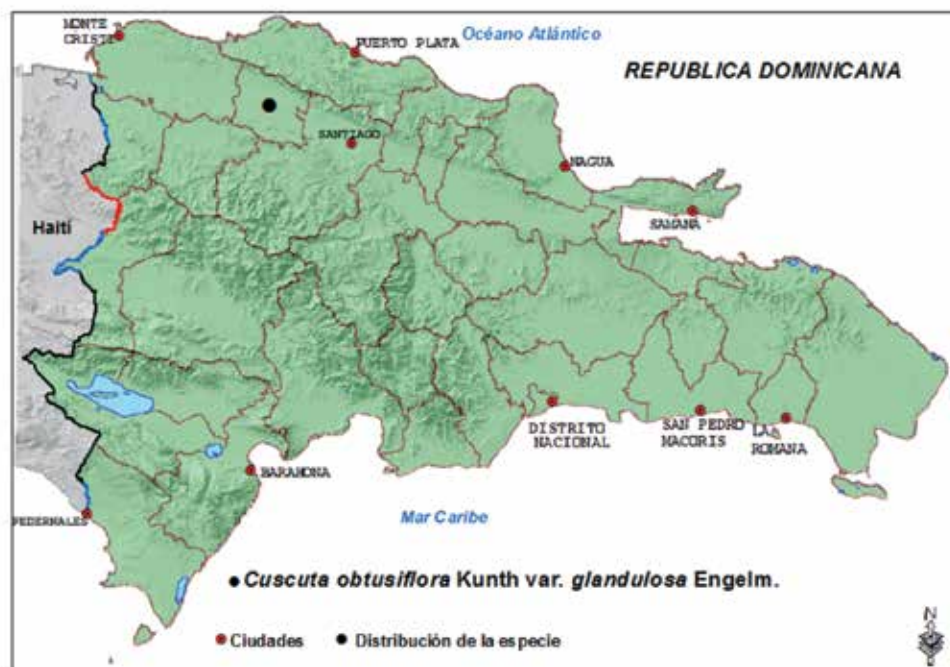 MONTE
CRISTI
PUERTO PLATA
Océano Atlántico
REPUBLICA DOMINICANA
SANTIAGO
NAGUA
SAMANA
Haití
DISTRITO
NACIONAL
SAN PEDRO
MACORIS
LA
ROMANA
BARAHONA
PEDERNALES
Mar Caribe
Cuscuta obtusiflora Kunth var. glandulosa Engelm.
Ciudades
Distribución de la especie
N